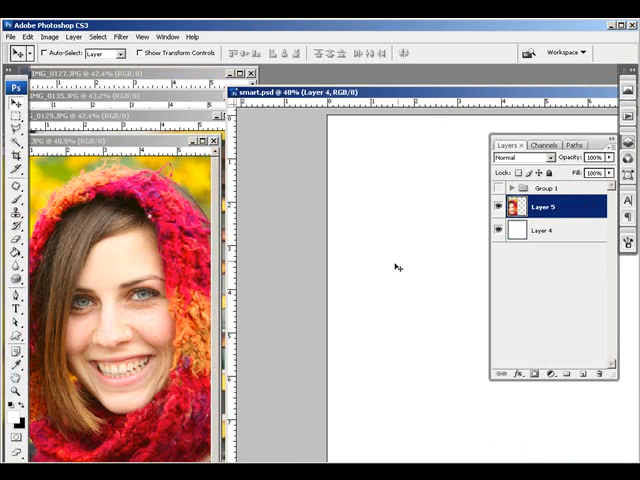 Adobe Photoshop CS3
File Edit Image Layer Select Filter View Window Help
Auto-Select: Layer Show Transform Controls Workspace
IMG_0127.JPG @ 42.4% (RGB/8)
IMG_0135.JPG @ 43.2% (RGB/8)
_0129.JPG @ 42.4% (RGB/8)
.JPG @ 40.9% (RGB/8)
smart.psd @ 48% (Layer 4, RGB/8)
Ps
Layers Channels Paths
Normal Opacity: 100%
Lock: Fill: 100%
Group 1
Layer 5
Layer 4